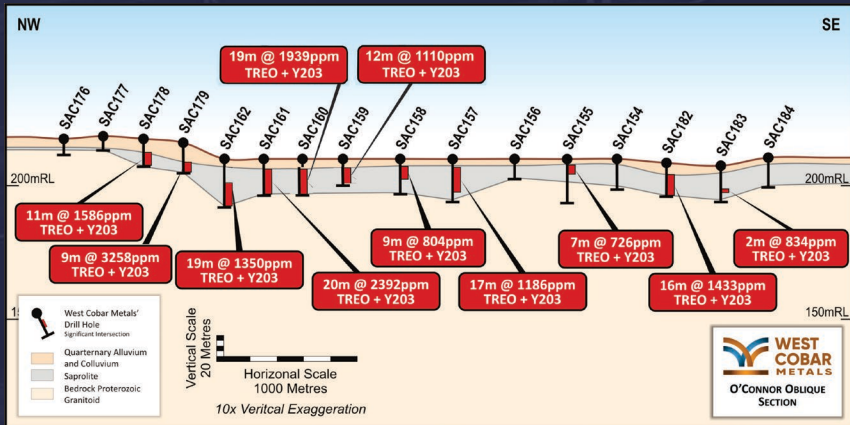 NW
SE
19m @ 1939ppm
TREO + Y203
12m @ 1110ppm
TREO + Y203
SAC176
SAC177
SAC178
SAC179
SAC162
SAC161
SAC160
SAC159
SAC158
SAC157
SAC156
SAC155
SAC154
SAC182
SAC183
SAC184
200mRL
200mRL
11m @ 1586ppm
TREO + Y203
9m @ 3258ppm
TREO + Y203
19m @ 1350ppm
TREO + Y203
20m @ 2392ppm
TREO + Y203
9m @ 804ppm
TREO + Y203
17m @ 1186ppm
TREO + Y203
7m @ 726ppm
TREO + Y203
16m @ 1433ppm
TREO + Y203
2m @ 834ppm
TREO + Y203
150mRL
West Cobar Metals'
Drill Hole
Significant Intersection
Quaternary Alluvium
and Colluvium
Saprolite
Bedrock Proterozoic
Granitoid
Vertical Scale
20 Metres
Horizonal Scale
1000 Metres
10x Veritcal Exaggeration
WEST
COBAR
METALS
O'CONNOR OBLIQUE
SECTION